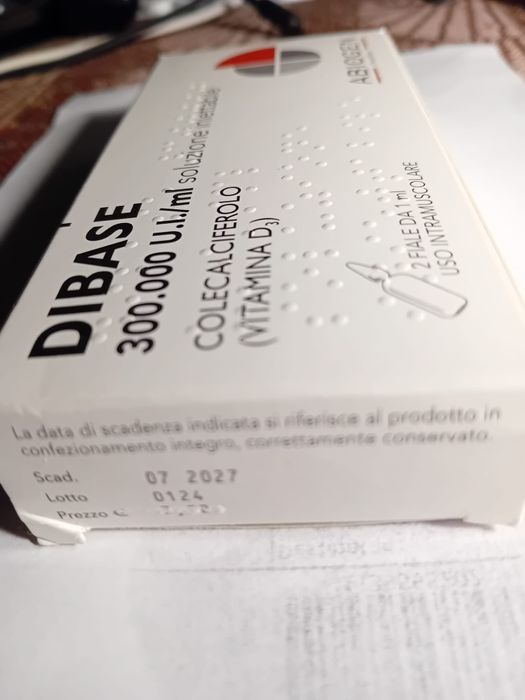 DIBASE
300.000 U.I./ml soluzione iniettabile
COLECALCIFEROLO
(VITAMINA D3)
ABIOGEN
2 FIALE DA 1 ml
USO INTRAMUSCOLARE
La data di scadenza indicata si riferisce al prodotto in
confezionamento integro, correttamente conservato.
Scad. 07 2027
Lotto 0124
Prezzo €